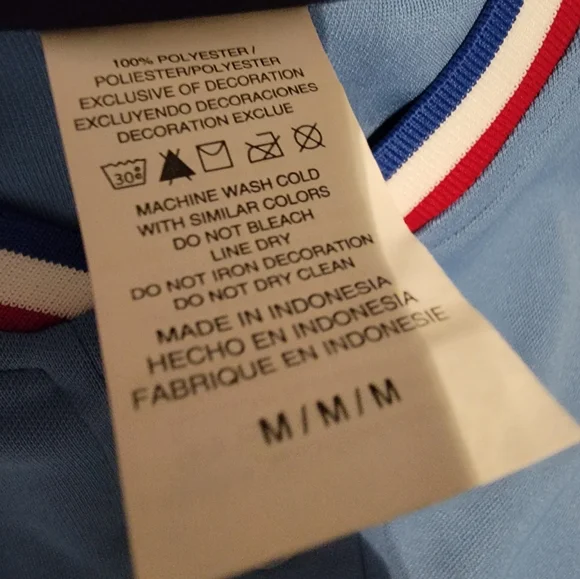 100% POLYESTER /
POLIESTER/POLYESTER
EXCLUSIVE OF DECORATION
EXCLUYENDO DECORACIONES
DECORATION EXCLUE
30°
MACHINE WASH COLD
WITH SIMILAR COLORS
DO NOT BLEACH
LINE DRY
DO NOT IRON DECORATION
DO NOT DRY CLEAN
MADE IN INDONESIA
HECHO EN INDONESIA
FABRIQUE EN INDONESIE
M / M / M